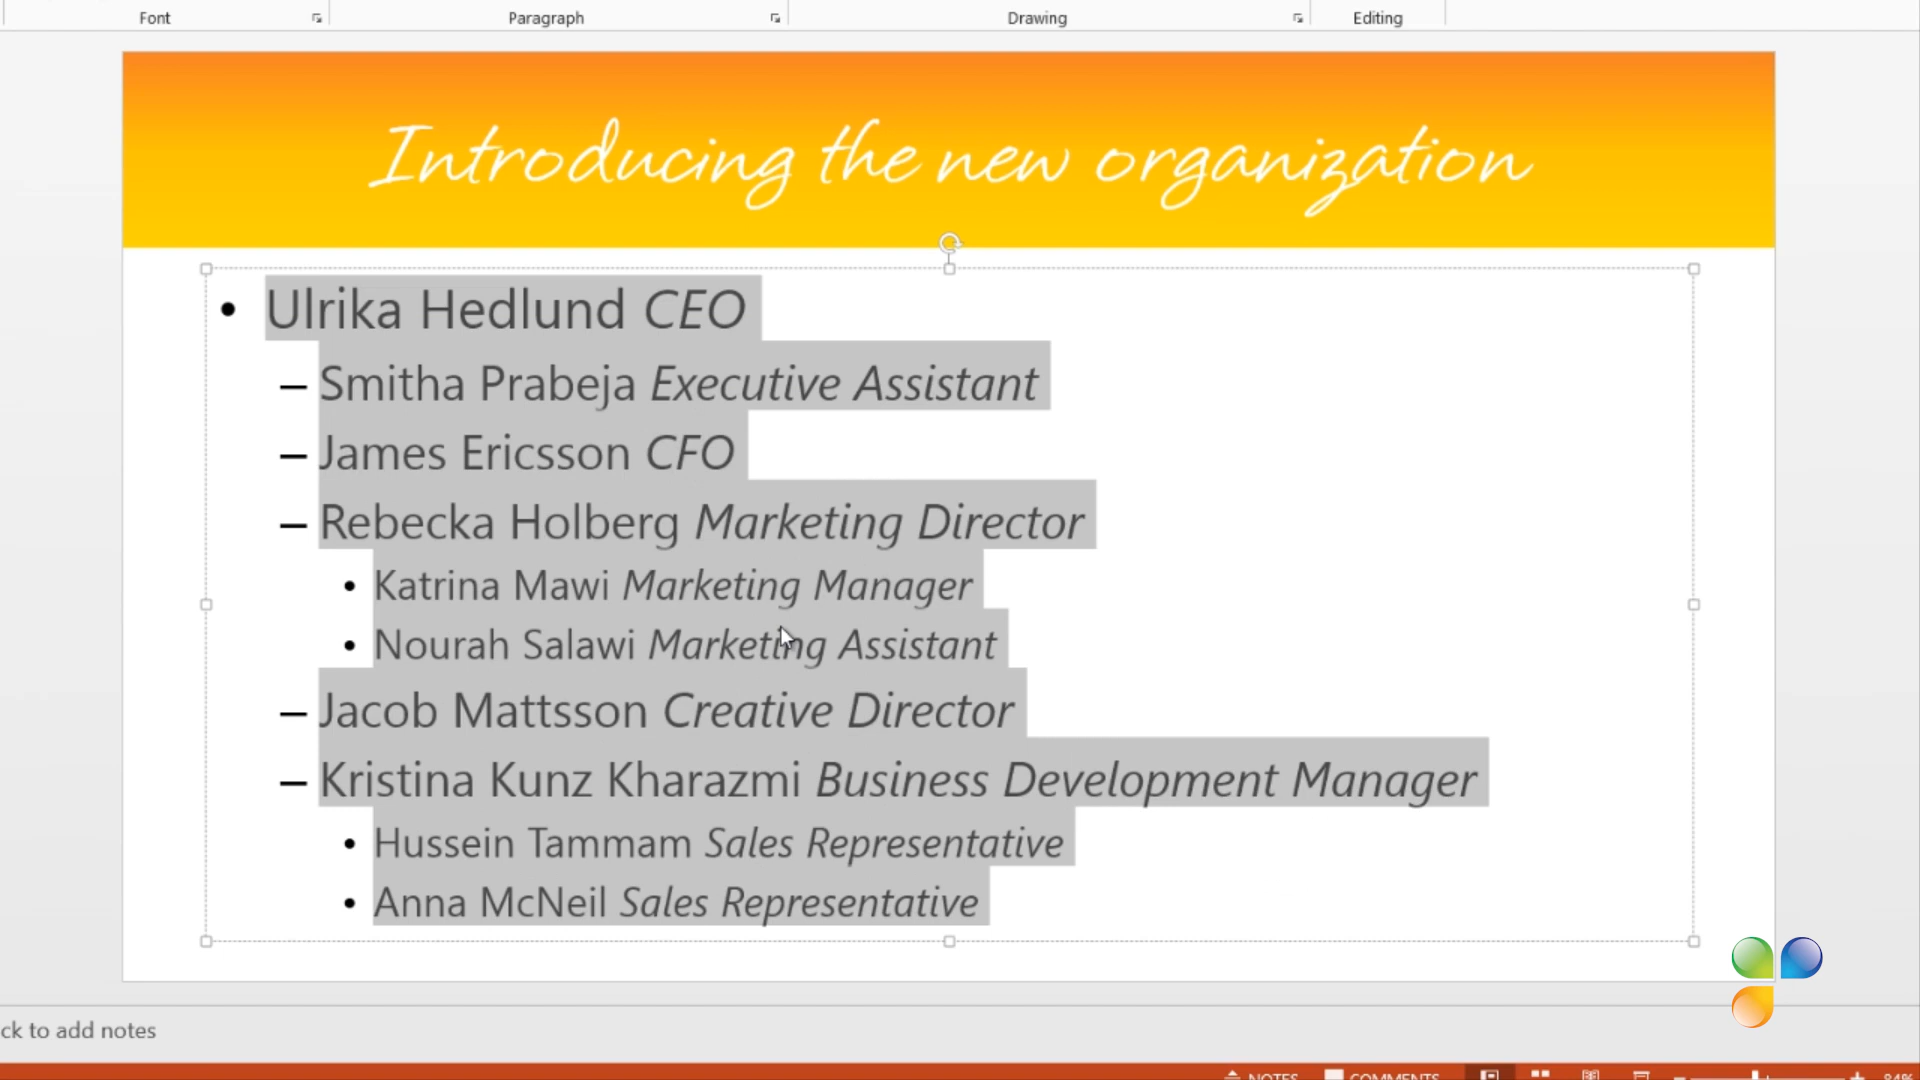 Font Paragraph Drawing Editing
Introducing the new organization
• Ulrika Hedlund CEO
– Smitha Prabeja Executive Assistant
– James Ericsson CFO
– Rebecka Holberg Marketing Director
• Katrina Mawi Marketing Manager
• Nourah Salawi Marketing Assistant
– Jacob Mattsson Creative Director
– Kristina Kunz Kharazmi Business Development Manager
• Hussein Tammam Sales Representative
• Anna McNeil Sales Representative
ck to add notes
NOTES COMMENTS 84%